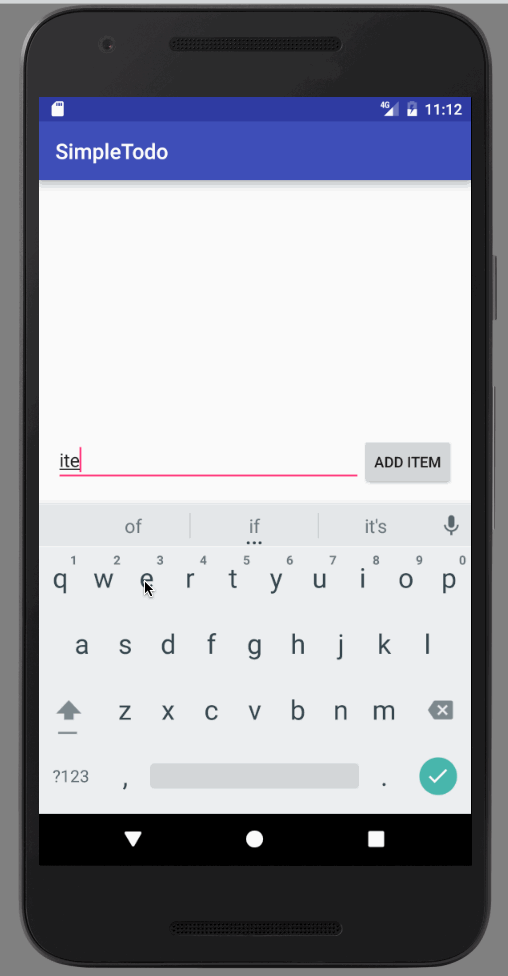 4G 11:12
SimpleTodo
ite ADD ITEM
of if it's
1 2 3 4 5 6 7 8 9 0
q w e r t y u i o p
a s d f g h j k l
z x c v b n m
?123 , .